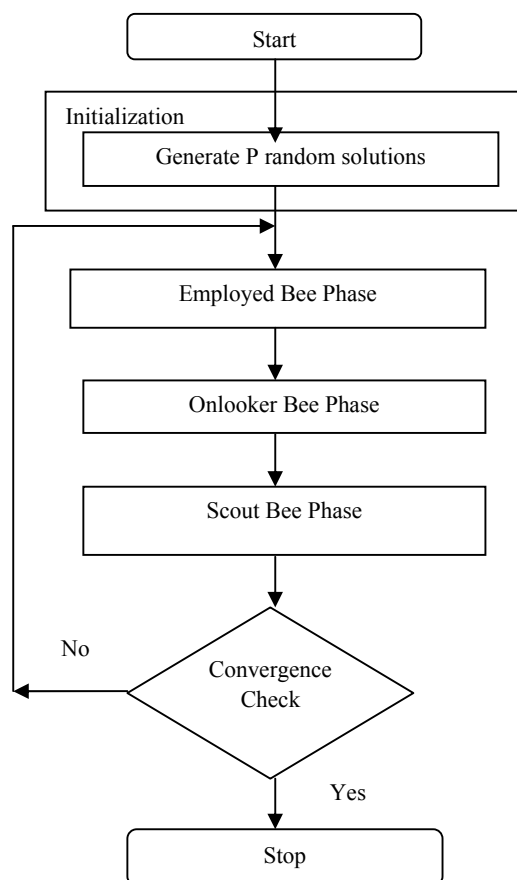 Start
Initialization
Generate P random solutions
Employed Bee Phase
Onlooker Bee Phase
Scout Bee Phase
No
Convergence
Check
Yes
Stop